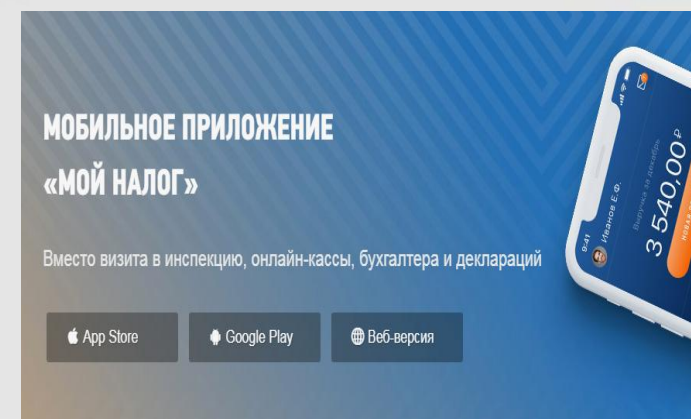 МОБИЛЬНОЕ ПРИЛОЖЕНИЕ
«МОЙ НАЛОГ»
Вместо визита в инспекцию, онлайн-кассы, бухгалтера и деклараций
App Store
Google Play
Веб-версия
9:41
Иванов Е.Ф.
Выручка за декабрь
3 540,00 ₽